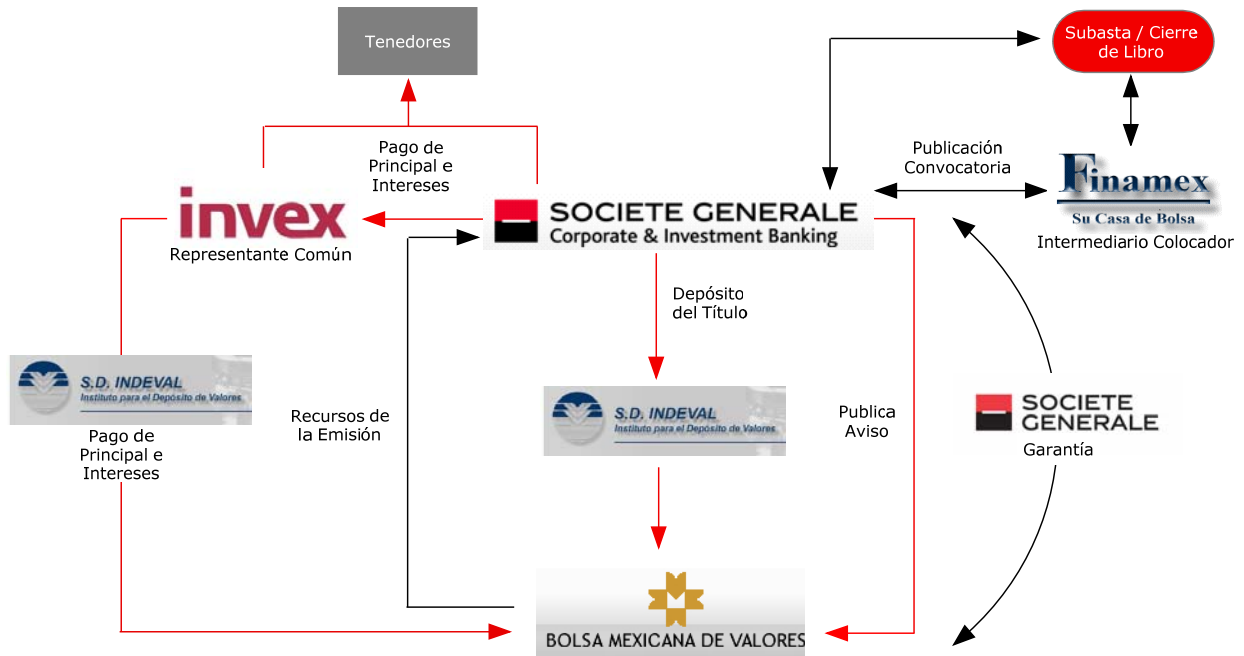 Tenedores
Subasta / Cierre
de Libro
Pago de
Principal e
Intereses
Publicación
Convocatoria
Finamex
Su Casa de Bolsa
Intermediario Colocador
invex
Representante Común
SOCIETE GENERALE
Corporate & Investment Banking
Depósito
del Título
S.D. INDEVAL
Instituto para el Depósito de Valores
Pago de
Principal e
Intereses
Recursos de
la Emisión
S.D. INDEVAL
Instituto para el Depósito de Valores
Publica
Aviso
SOCIETE
GENERALE
Garantía
BOLSA MEXICANA DE VALORES